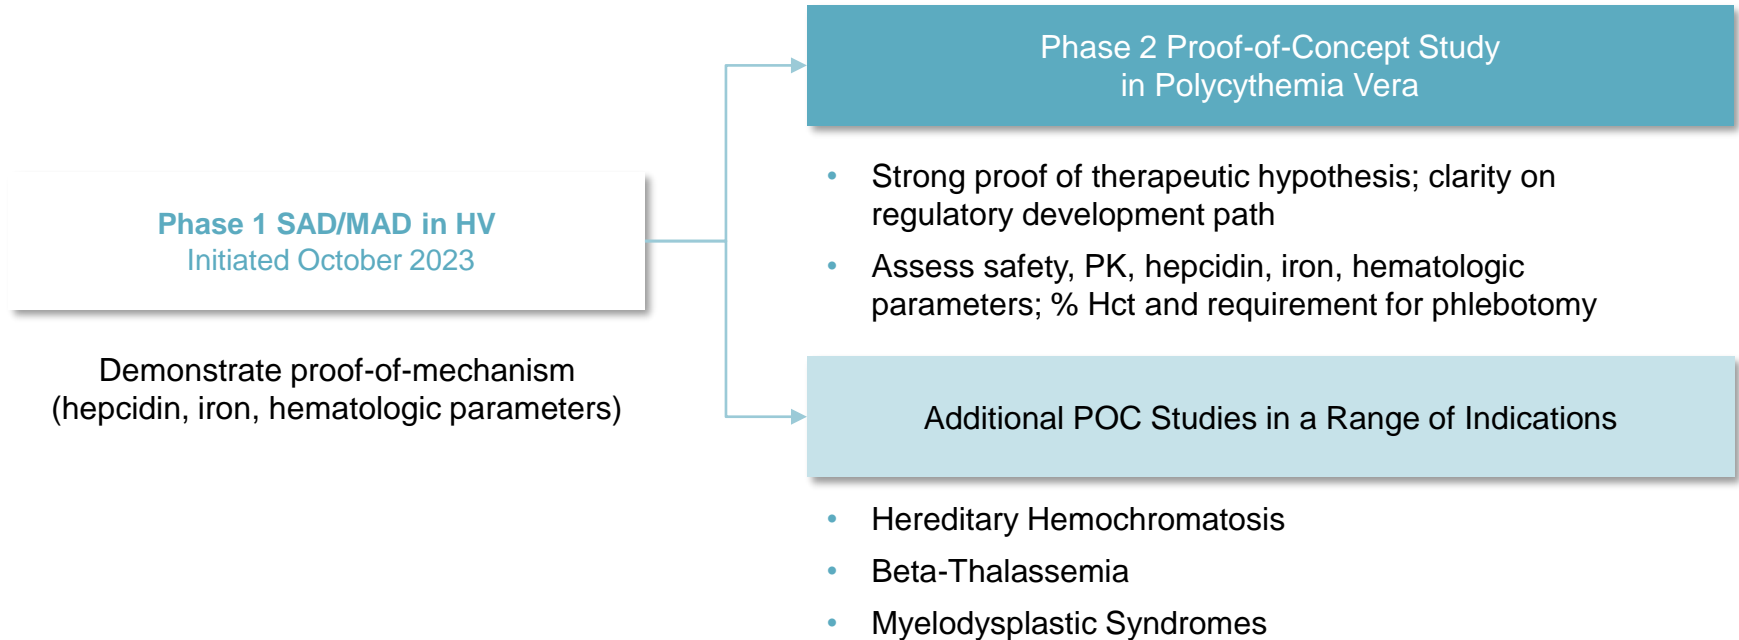 Phase 1 SAD/MAD in HV
Initiated October 2023
Demonstrate proof-of-mechanism
(hepcidin, iron, hematologic parameters)
Phase 2 Proof-of-Concept Study
in Polycythemia Vera
• Strong proof of therapeutic hypothesis; clarity on
regulatory development path
• Assess safety, PK, hepcidin, iron, hematologic
parameters; % Hct and requirement for phlebotomy
Additional POC Studies in a Range of Indications
• Hereditary Hemochromatosis
• Beta-Thalassemia
• Myelodysplastic Syndromes